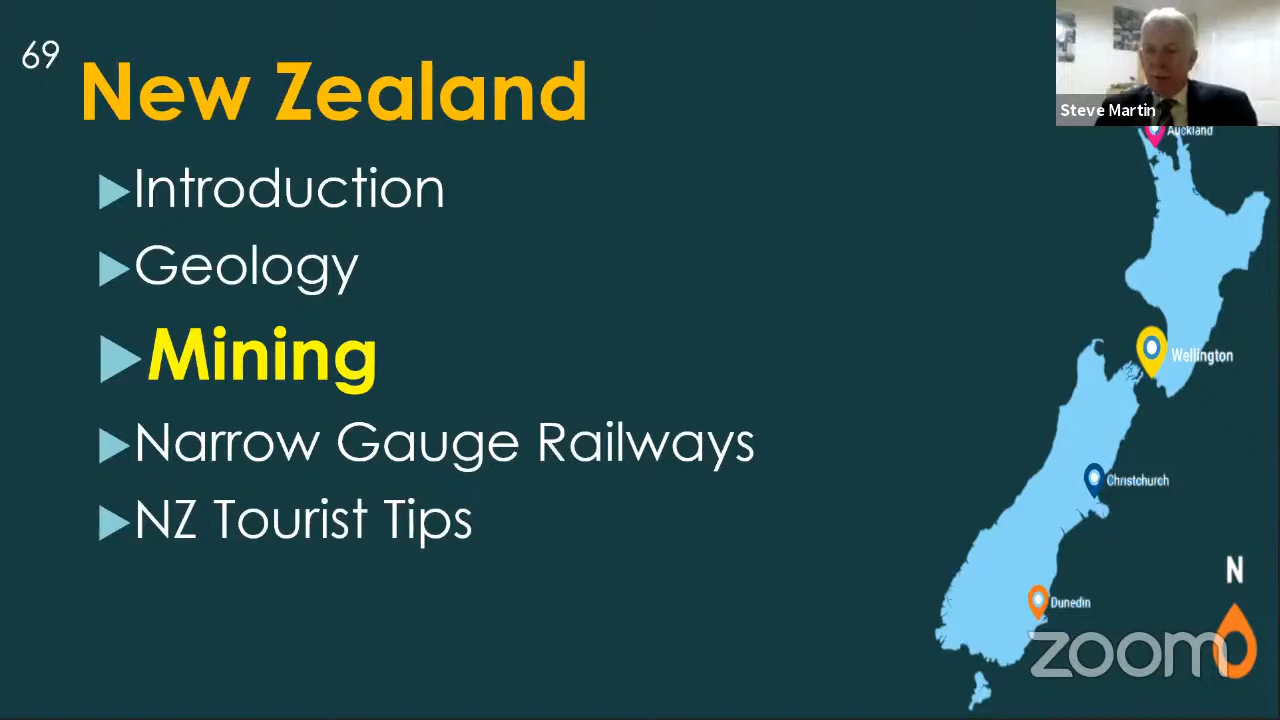 69
New Zealand
Introduction
Geology
Mining
Narrow Gauge Railways
NZ Tourist Tips
Steve Martin
Auckland
Wellington
Christchurch
Dunedin
N
zoom